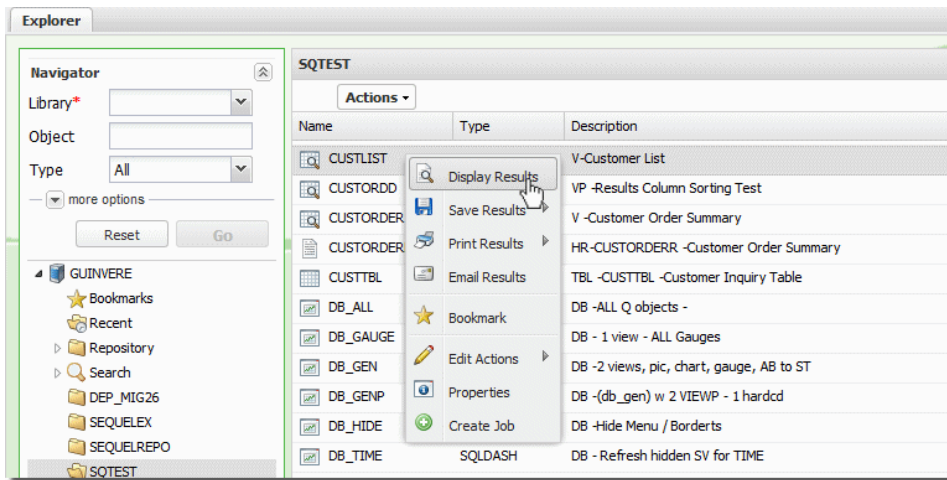 Explorer
Navigator
Library*
Object
Type All
more options
Reset Go
GUINVERE
Bookmarks
Recent
Repository
Search
DEP_MIG26
SEQUELEX
SEQUELREPO
SQTEST
SQTEST
Actions
Name Type Description
CUSTLIST V-Customer List
CUSTORDD VP -Results Column Sorting Test
CUSTORDER V -Customer Order Summary
CUSTORDER HR-CUSTORDERR -Customer Order Summary
CUSTTBL TBL -CUSTTBL -Customer Inquiry Table
DB_ALL DB -ALL Q objects -
DB_GAUGE DB - 1 view - ALL Gauges
DB_GEN DB -2 views, pic, chart, gauge, AB to ST
DB_GENP DB -(db_gen) w 2 VIEWP - 1 hardcd
DB_HIDE DB -Hide Menu / Borderts
DB_TIME SQLDASH DB - Refresh hidden SV for TIME
Display Results
Save Results
Print Results
Email Results
Bookmark
Edit Actions
Properties
Create Job